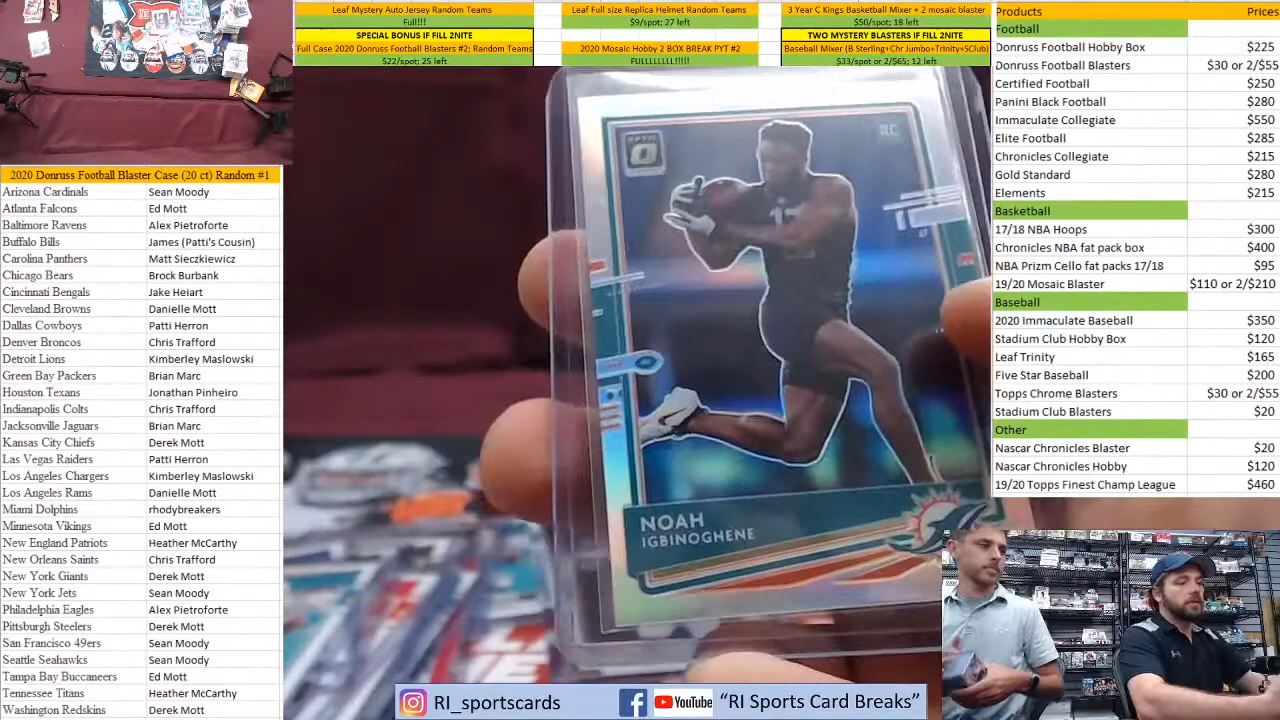 Leaf Mystery Auto Jersey Random Teams
Full!!!
SPECIAL BONUS IF FILL 2NITE
Full Case 2020 Donruss Football Blasters #2; Random Teams
$22/spot; 25 left
Leaf Full size Replica Helmet Random Teams
$9/spot; 27 left
2020 Mosaic Hobby 2 BOX BREAK PYT #2
FULLLLLLLL!!!!!
3 Year C Kings Basketball Mixer + 2 mosaic blaster
$50/spot; 18 left
TWO MYSTERY BLASTERS IF FILL 2NITE
Baseball Mixer (B Sterling+Chr Jumbo+Trinity+SClub)
$33/spot or 2/$65; 12 left
Products Prices
Football
Donruss Football Hobby Box $225
Donruss Football Blasters $30 or 2/$55
Certified Football $250
Panini Black Football $280
Immaculate Collegiate $550
Elite Football $285
Chronicles Collegiate $215
Gold Standard $280
Elements $215
Basketball
17/18 NBA Hoops $300
Chronicles NBA fat pack box $400
NBA Prizm Cello fat packs 17/18 $95
19/20 Mosaic Blaster $110 or 2/$210
Baseball
2020 Immaculate Baseball $350
Stadium Club Hobby Box $120
Leaf Trinity $165
Five Star Baseball $200
Topps Chrome Blasters $30 or 2/$55
Stadium Club Blasters $20
Other
Nascar Chronicles Blaster $20
Nascar Chronicles Hobby $120
19/20 Topps Finest Champ League $460
2020 Donruss Football Blaster Case (20 ct) Random #1
Arizona Cardinals Sean Moody
Atlanta Falcons Ed Mott
Baltimore Ravens Alex Pietroforte
Buffalo Bills James (Patti's Cousin)
Carolina Panthers Matt Sieczkiewicz
Chicago Bears Brock Burbank
Cincinnati Bengals Jake Heiart
Cleveland Browns Danielle Mott
Dallas Cowboys Patti Herron
Denver Broncos Chris Trafford
Detroit Lions Kimberley Maslowski
Green Bay Packers Brian Marc
Houston Texans Jonathan Pinheiro
Indianapolis Colts Chris Trafford
Jacksonville Jaguars Brian Marc
Kansas City Chiefs Derek Mott
Las Vegas Raiders Patti Herron
Los Angeles Chargers Kimberley Maslowski
Los Angeles Rams Danielle Mott
Miami Dolphins rhodybreakers
Minnesota Vikings Ed Mott
New England Patriots Heather McCarthy
New Orleans Saints Chris Trafford
New York Giants Derek Mott
New York Jets Sean Moody
Philadelphia Eagles Alex Pietroforte
Pittsburgh Steelers Derek Mott
San Francisco 49ers Sean Moody
Seattle Seahawks Sean Moody
Tampa Bay Buccaneers Ed Mott
Tennessee Titans Heather McCarthy
Washington Redskins Derek Mott
RC
NOAH
IGBINOGHENE
RI_sportscards
YouTube
"RI Sports Card Breaks"